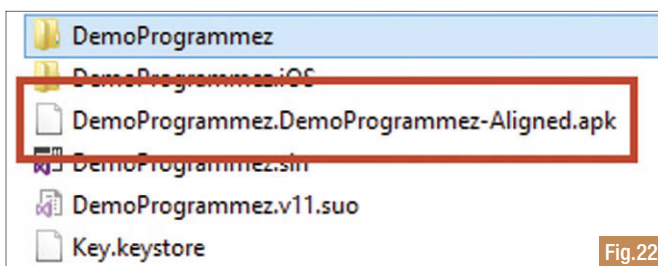 DemoProgrammez
DemoProgrammez.iOS
DemoProgrammez.DemoProgrammez-Aligned.apk
DemoProgrammez.sln
DemoProgrammez.v11.suo
Key.keystore
Fig.22